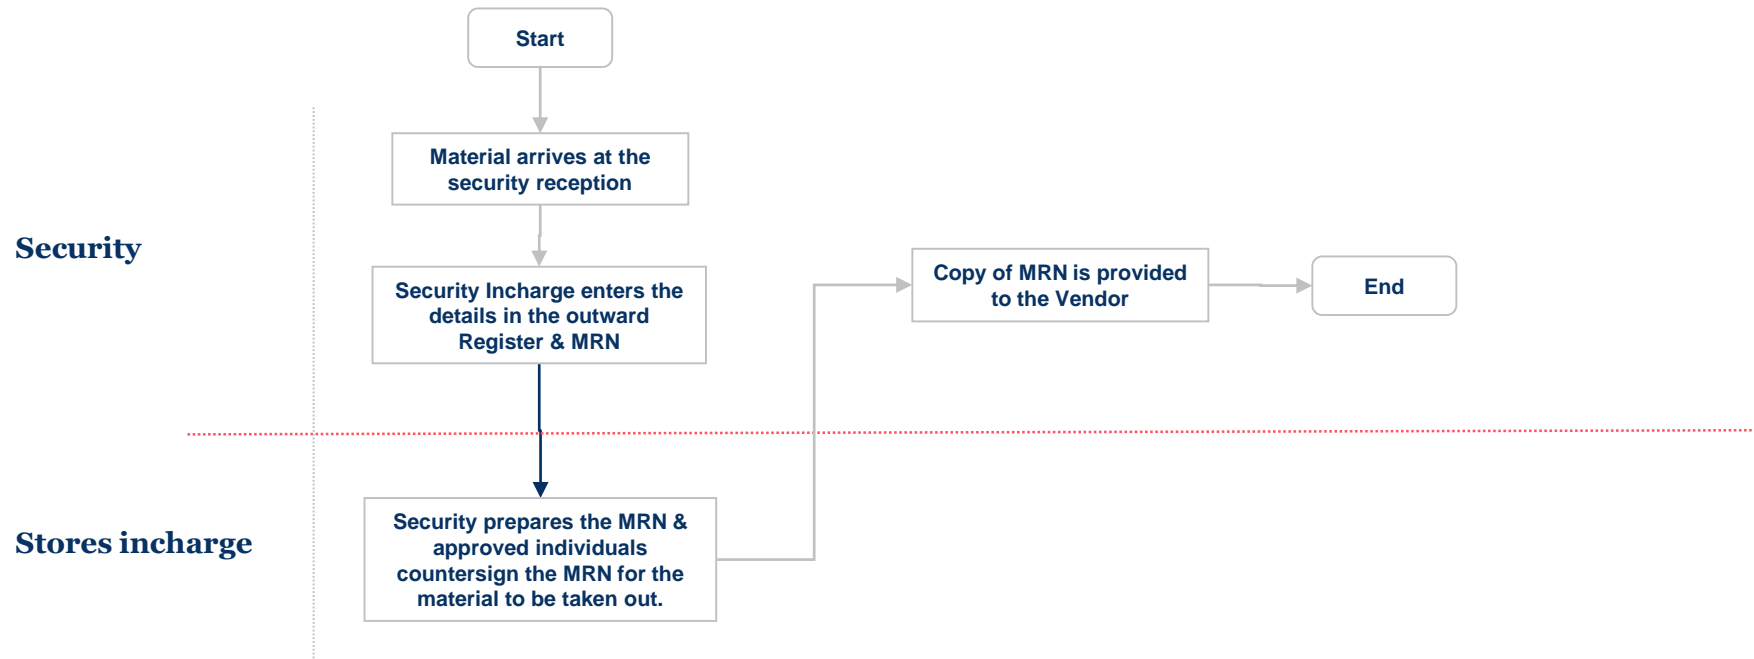 Start
Material arrives at the
security reception
Security
Security Incharge enters the
details in the outward
Register & MRN
Copy of MRN is provided
to the Vendor
End
Stores incharge
Security prepares the MRN &
approved individuals
countersign the MRN for the
material to be taken out.